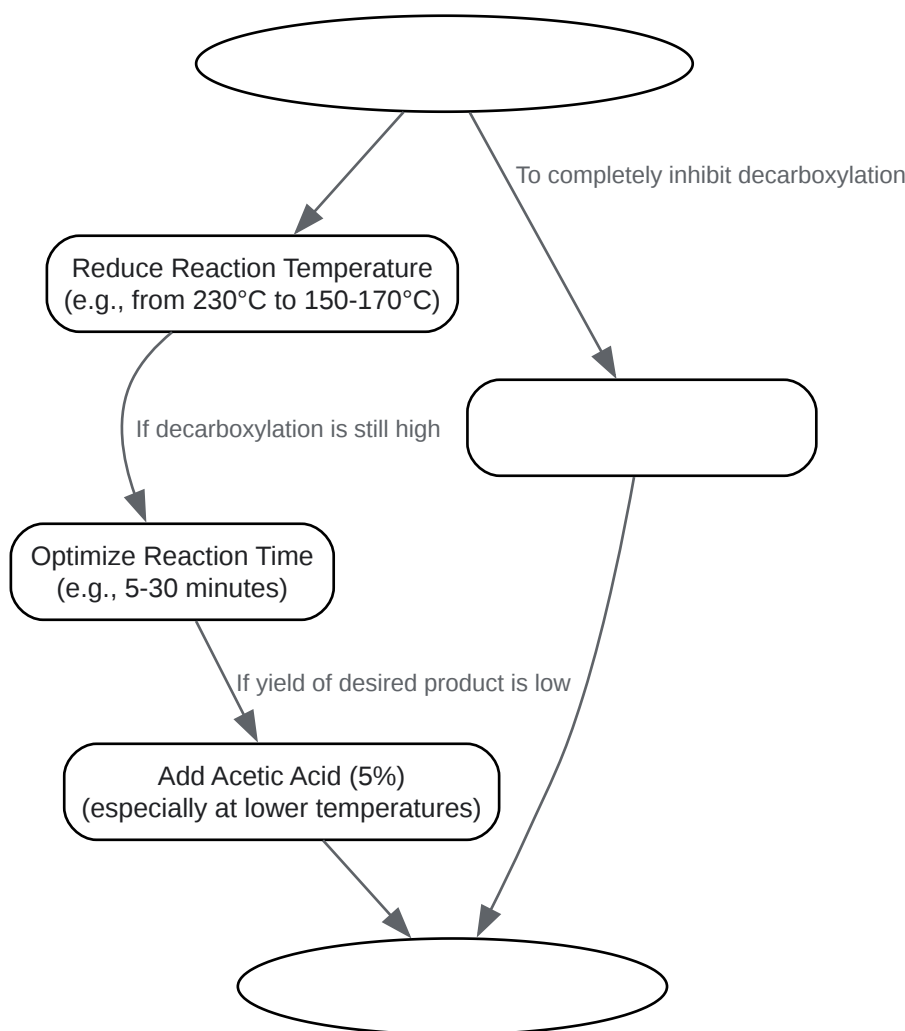 To completely inhibit decarboxylation
Reduce Reaction Temperature
(e.g., from 230°C to 150-170°C)
If decarboxylation is still high
Optimize Reaction Time
(e.g., 5-30 minutes)
If yield of desired product is low
Add Acetic Acid (5%)
(especially at lower temperatures)